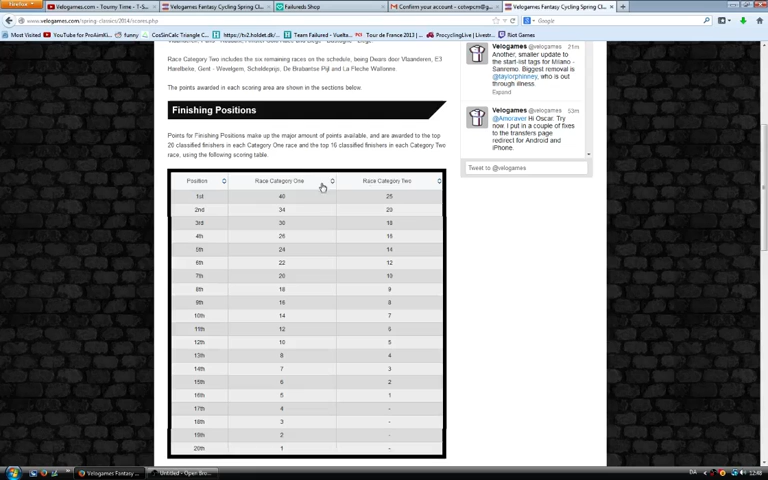 Firefox
Velogames.com - Tourny Time - T-S...
Velogames Fantasy Cycling Spring Cl...
Failureds Shop
Confirm your account - cotwpcml@g...
Velogames Fantasy Cycling Spring Cl...
www.velogames.com/spring-classics/2014/scores.php
Google
Most Visited
YouTube for ProAimKi...
funny
CosSinCalc Triangle C...
https://tv2.holdet.dk/...
Team Failured - Vuelta...
Tour de France 2013 |...
ProcyclingLive | Livestr...
Riot Games
Race Category Two includes the six remaining races on the schedule, being Dwars door Vlaanderen, E3
Harelbeke, Gent - Wevelgem, Scheldeprijs, De Brabantse Pijl and La Fleche Wallonne.
The points awarded in each scoring area are shown in the sections below.
Finishing Positions
Points for Finishing Positions make up the major amount of points available, and are awarded to the top
20 classified finishers in each Category One race and the top 16 classified finishers in each Category Two
race, using the following scoring table.
Position Race Category One Race Category Two
1st 40 25
2nd 34 20
3rd 30 18
4th 26 16
5th 24 14
6th 22 12
7th 20 10
8th 18 9
9th 16 8
10th 14 7
11th 12 6
12th 10 5
13th 8 4
14th 7 3
15th 6 2
16th 5 1
17th 4 -
18th 3 -
19th 2 -
20th 1 -
Velogames @velogames 21m
Another, smaller update to
the start-list tags for Milano -
Sanremo. Biggest removal is
@taylorphinney, who is out
through illness.
Expand
Velogames @velogames 53m
@Amoraver Hi Oscar. Try
now. I put in a couple of fixes
to the transfers page
redirect for Android and
iPhone.
Tweet to @velogames
Velogames Fantasy ...
Untitled - Open Bro...
DA
12:48